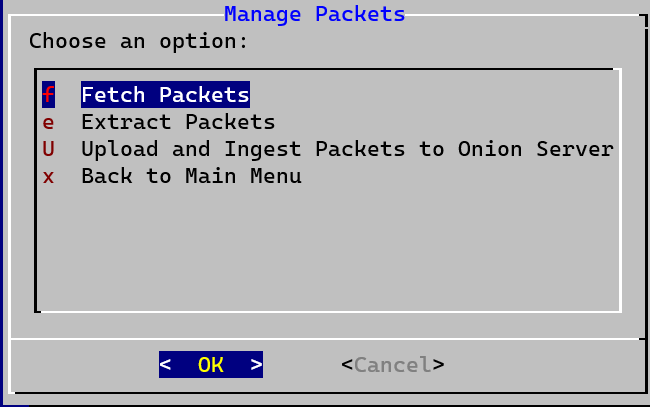 Manage Packets
Choose an option:
f Fetch Packets
e Extract Packets
U Upload and Ingest Packets to Onion Server
x Back to Main Menu
< OK > <Cancel>